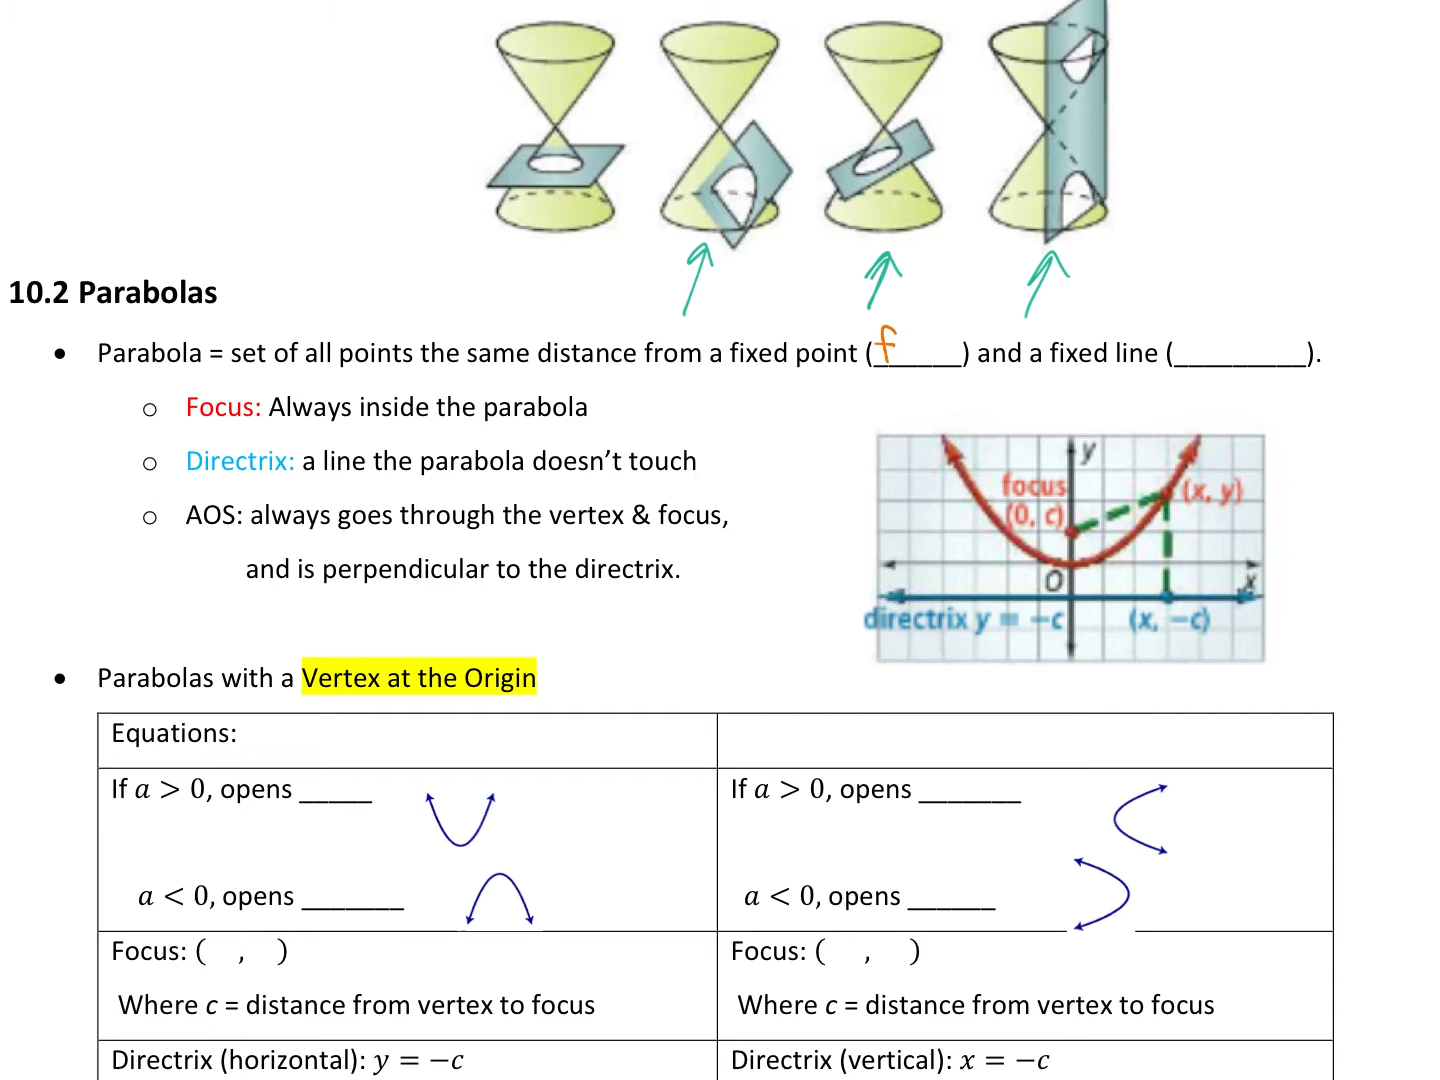 10.2 Parabolas
• Parabola = set of all points the same distance from a fixed point (f______) and a fixed line (_________).
o Focus: Always inside the parabola
o Directrix: a line the parabola doesn't touch
o AOS: always goes through the vertex & focus,
and is perpendicular to the directrix.
y
focus
(0, c)
(x, y)
O
x
directrix y = −c
(x, −c)
• Parabolas with a Vertex at the Origin
Equations:
If a > 0, opens _____
a < 0, opens _______
If a > 0, opens _______
a < 0, opens ______
Focus: ( , )
Where c = distance from vertex to focus
Focus: ( , )
Where c = distance from vertex to focus
Directrix (horizontal): y = −c
Directrix (vertical): x = −c